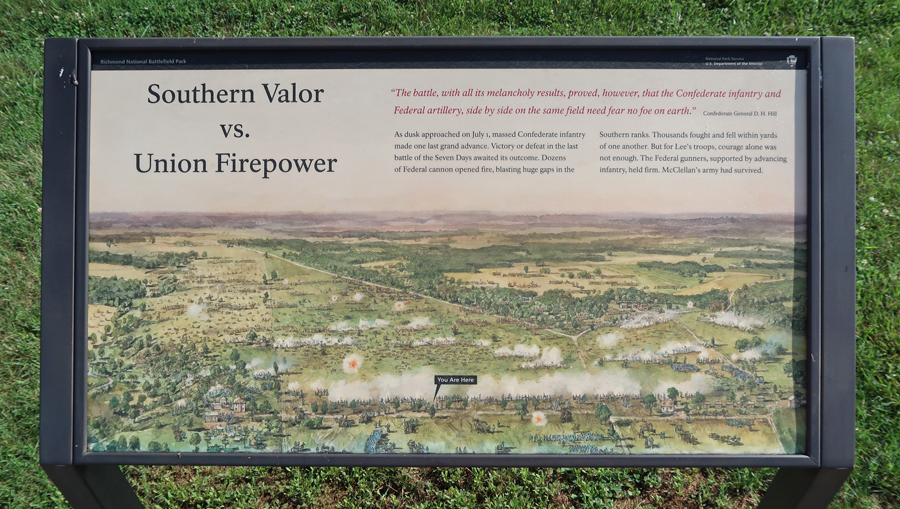 Richmond National Battlefield Park
National Park Service
U.S. Department of the Interior
Southern Valor
vs.
Union Firepower
“The battle, with all its melancholy results, proved, however, that the Confederate infantry and
Federal artillery, side by side on the same field need fear no foe on earth.” Confederate General D. H. Hill
As dusk approached on July 1, massed Confederate infantry
made one last grand advance. Victory or defeat in the last
battle of the Seven Days awaited its outcome. Dozens
of Federal cannon opened fire, blasting huge gaps in the
Southern ranks. Thousands fought and fell within yards
of one another. But for Lee's troops, courage alone was
not enough. The Federal gunners, supported by advancing
infantry, held firm. McClellan's army had survived.
You Are Here